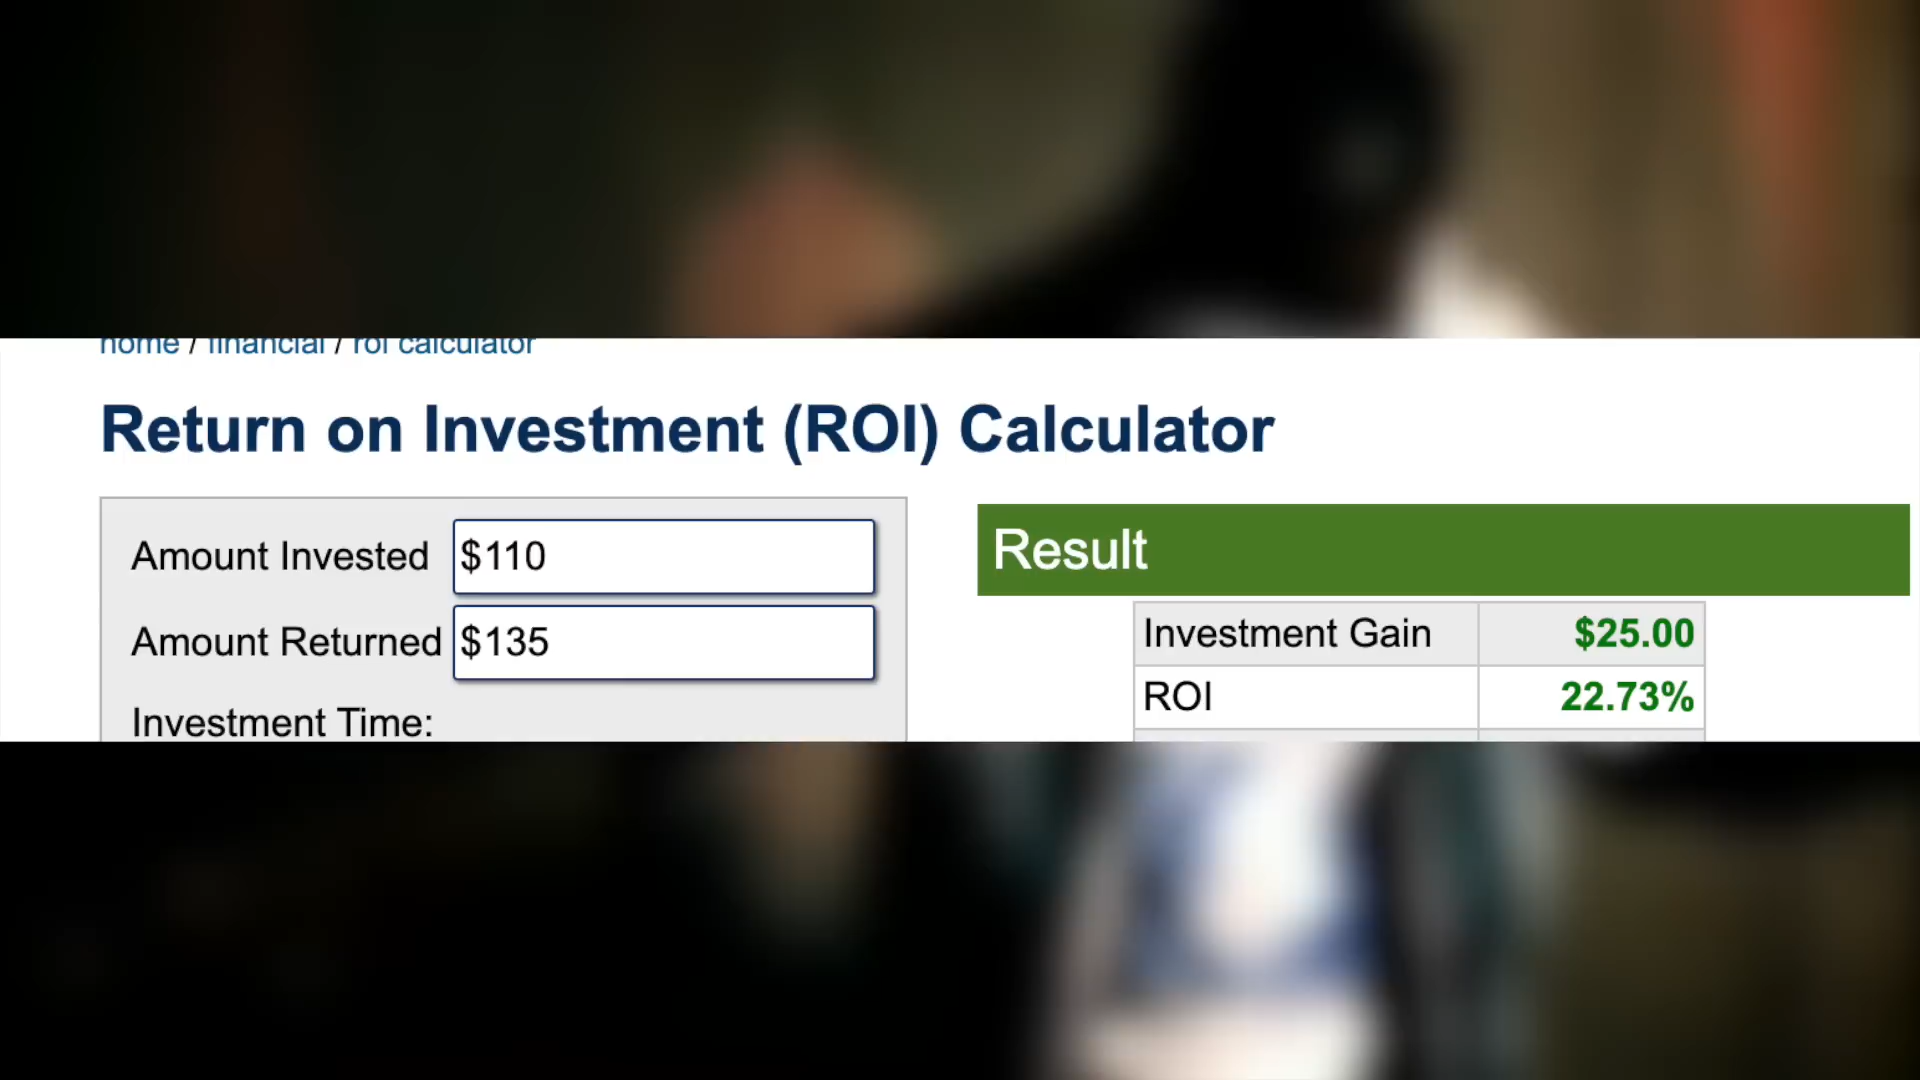 home / financial / roi calculator
Return on Investment (ROI) Calculator
Amount Invested $110
Amount Returned $135
Investment Time:
Result
Investment Gain $25.00
ROI 22.73%